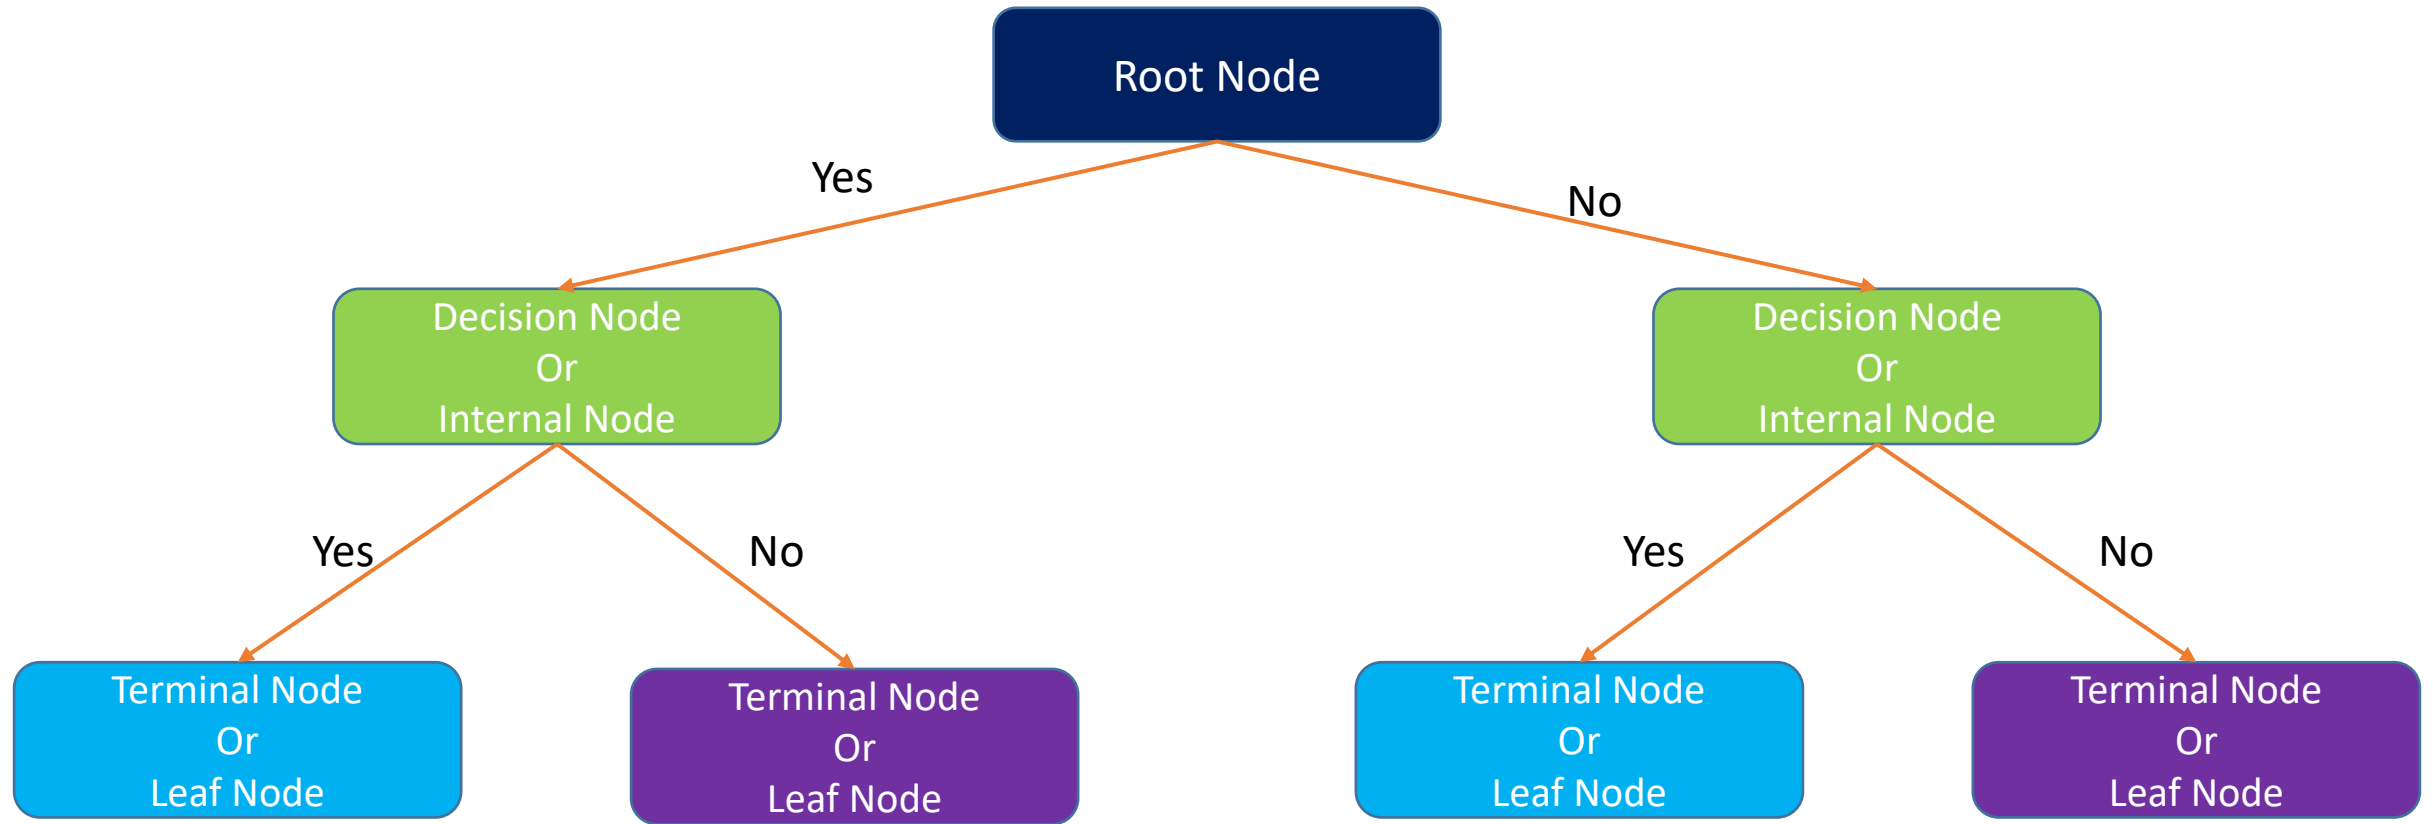 Root Node
Yes
No
Decision Node
Or
Internal Node
Decision Node
Or
Internal Node
Yes
No
Yes
No
Terminal Node
Or
Leaf Node
Terminal Node
Or
Leaf Node
Terminal Node
Or
Leaf Node
Terminal Node
Or
Leaf Node